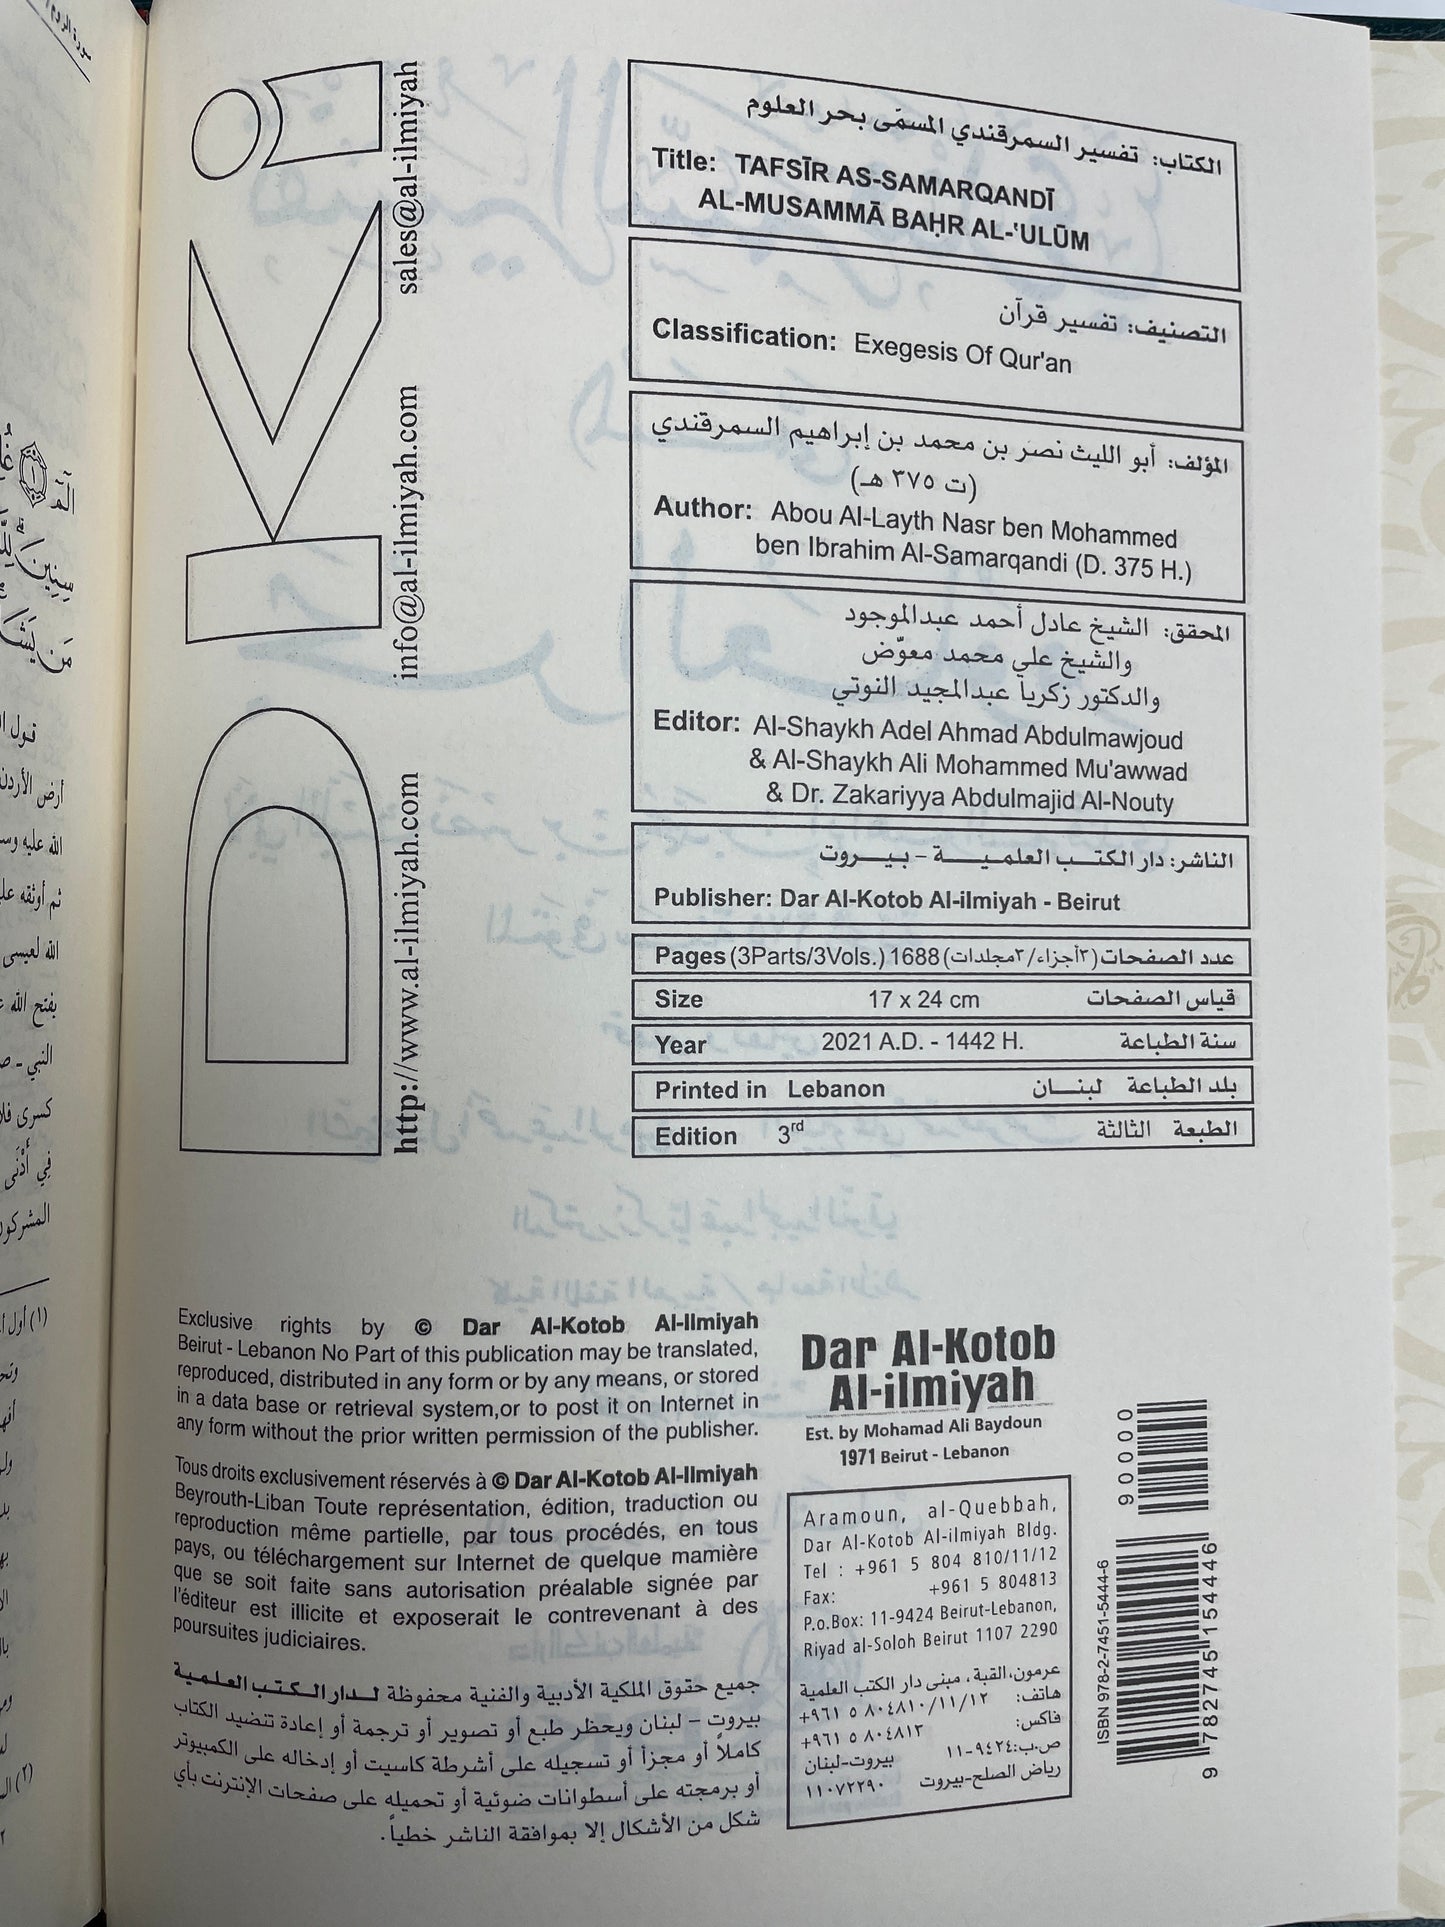 الكتاب: تفسير السمرقندي المسمّى بحر العلوم
Title: TAFSĪR AS-SAMARQANDĪ
AL-MUSAMMĀ BAḤR AL-'ULŪM
التصنيف: تفسير قرآن
Classification: Exegesis Of Qur'an
المؤلف: أبو الليث نصر بن محمد بن إبراهيم السمرقندي
(ت ٣٧٥ هـ)
Author: Abou Al-Layth Nasr ben Mohammed
ben Ibrahim Al-Samarqandi (D. 375 H.)
المحقق: الشيخ عادل أحمد عبدالموجود
والشيخ علي محمد معوّض
والدكتور زكريا عبدالمجيد النوتي
Editor: Al-Shaykh Adel Ahmad Abdulmawjoud
& Al-Shaykh Ali Mohammed Mu'awwad
& Dr. Zakariyya Abdulmajid Al-Nouty
الناشر: دار الكتب العلمية - بيروت
Publisher: Dar Al-Kotob Al-ilmiyah - Beirut
Pages (3Parts/3Vols.) 1688 عدد الصفحات (٣أجزاء/٣مجلدات)
Size 17 x 24 cm قياس الصفحات
Year 2021 A.D. - 1442 H. سنة الطباعة
Printed in Lebanon بلد الطباعة لبنان
Edition 3rd الطبعة الثالثة
DKi
http://www.al-ilmiyah.com info@al-ilmiyah.com sales@al-ilmiyah
Exclusive rights by © Dar Al-Kotob Al-Ilmiyah
Beirut - Lebanon No Part of this publication may be translated,
reproduced, distributed in any form or by any means, or stored
in a data base or retrieval system,or to post it on Internet in
any form without the prior written permission of the publisher.
Tous droits exclusivement réservés à © Dar Al-Kotob Al-Ilmiyah
Beyrouth-Liban Toute représentation, édition, traduction ou
reproduction même partielle, par tous procédés, en tous
pays, ou téléchargement sur Internet de quelque mamière
que se soit faite sans autorisation préalable signée par
l'éditeur est illicite et exposerait le contrevenant à des
poursuites judiciaires.
جميع حقوق الملكية الأدبية والفنية محفوظة لدار الكتب العلمية
بيروت - لبنان ويحظر طبع أو تصوير أو ترجمة أو إعادة تنضيد الكتاب
كاملاً أو مجزأ أو تسجيله على أشرطة كاسيت أو إدخاله على الكمبيوتر
أو برمجته على أسطوانات ضوئية أو تحميله على صفحات الإنترنت بأي
شكل من الأشكال إلا بموافقة الناشر خطياً.
Dar Al-Kotob
Al-ilmiyah
Est. by Mohamad Ali Baydoun
1971 Beirut - Lebanon
Aramoun, al-Quebbah,
Dar Al-Kotob Al-ilmiyah Bldg.
Tel : +961 5 804 810/11/12
Fax: +961 5 804813
P.o.Box: 11-9424 Beirut-Lebanon,
Riyad al-Soloh Beirut 1107 2290
عرمون، القبة، مبنى دار الكتب العلمية
هاتف: +٩٦١ ٥ ٨٠٤٨١٠/١١/١٢
فاكس: +٩٦١ ٥ ٨٠٤٨١٣
ص.ب:٩٤٢٤-١١ بيروت-لبنان
رياض الصلح-بيروت ١١٠٧٢٢٩٠
90000
ISBN 978-2-7451-5444-6
9 782745 154446